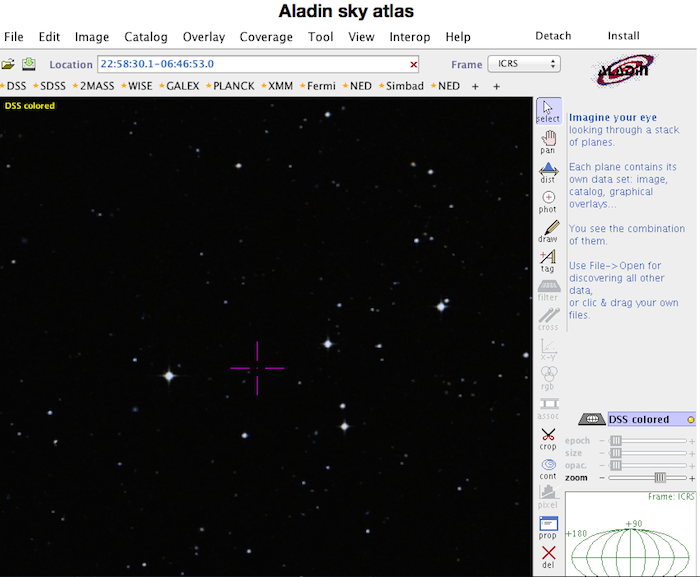 Aladin sky atlas
File Edit Image Catalog Overlay Coverage Tool View Interop Help Detach Install
Location 22:58:30.1-06:46:53.0 × Frame ICRS
DSS SDSS 2MASS WISE GALEX PLANCK XMM Fermi NED Simbad NED + +
DSS colored
select
pan
dist
phot
draw
tag
filter
cross
x-y
rgb
assoc
crop
cont
pixel
prop
del
Aladin
Imagine your eye
looking through a stack
of planes.
Each plane contains its
own data set: image,
catalog, graphical
overlays...
You see the combination
of them.
Use File->Open for
discovering all other
data,
or clic & drag your own
files.
DSS colored
epoch - +
size - +
opac. - +
zoom - +
Frame: ICRS
+90
+180